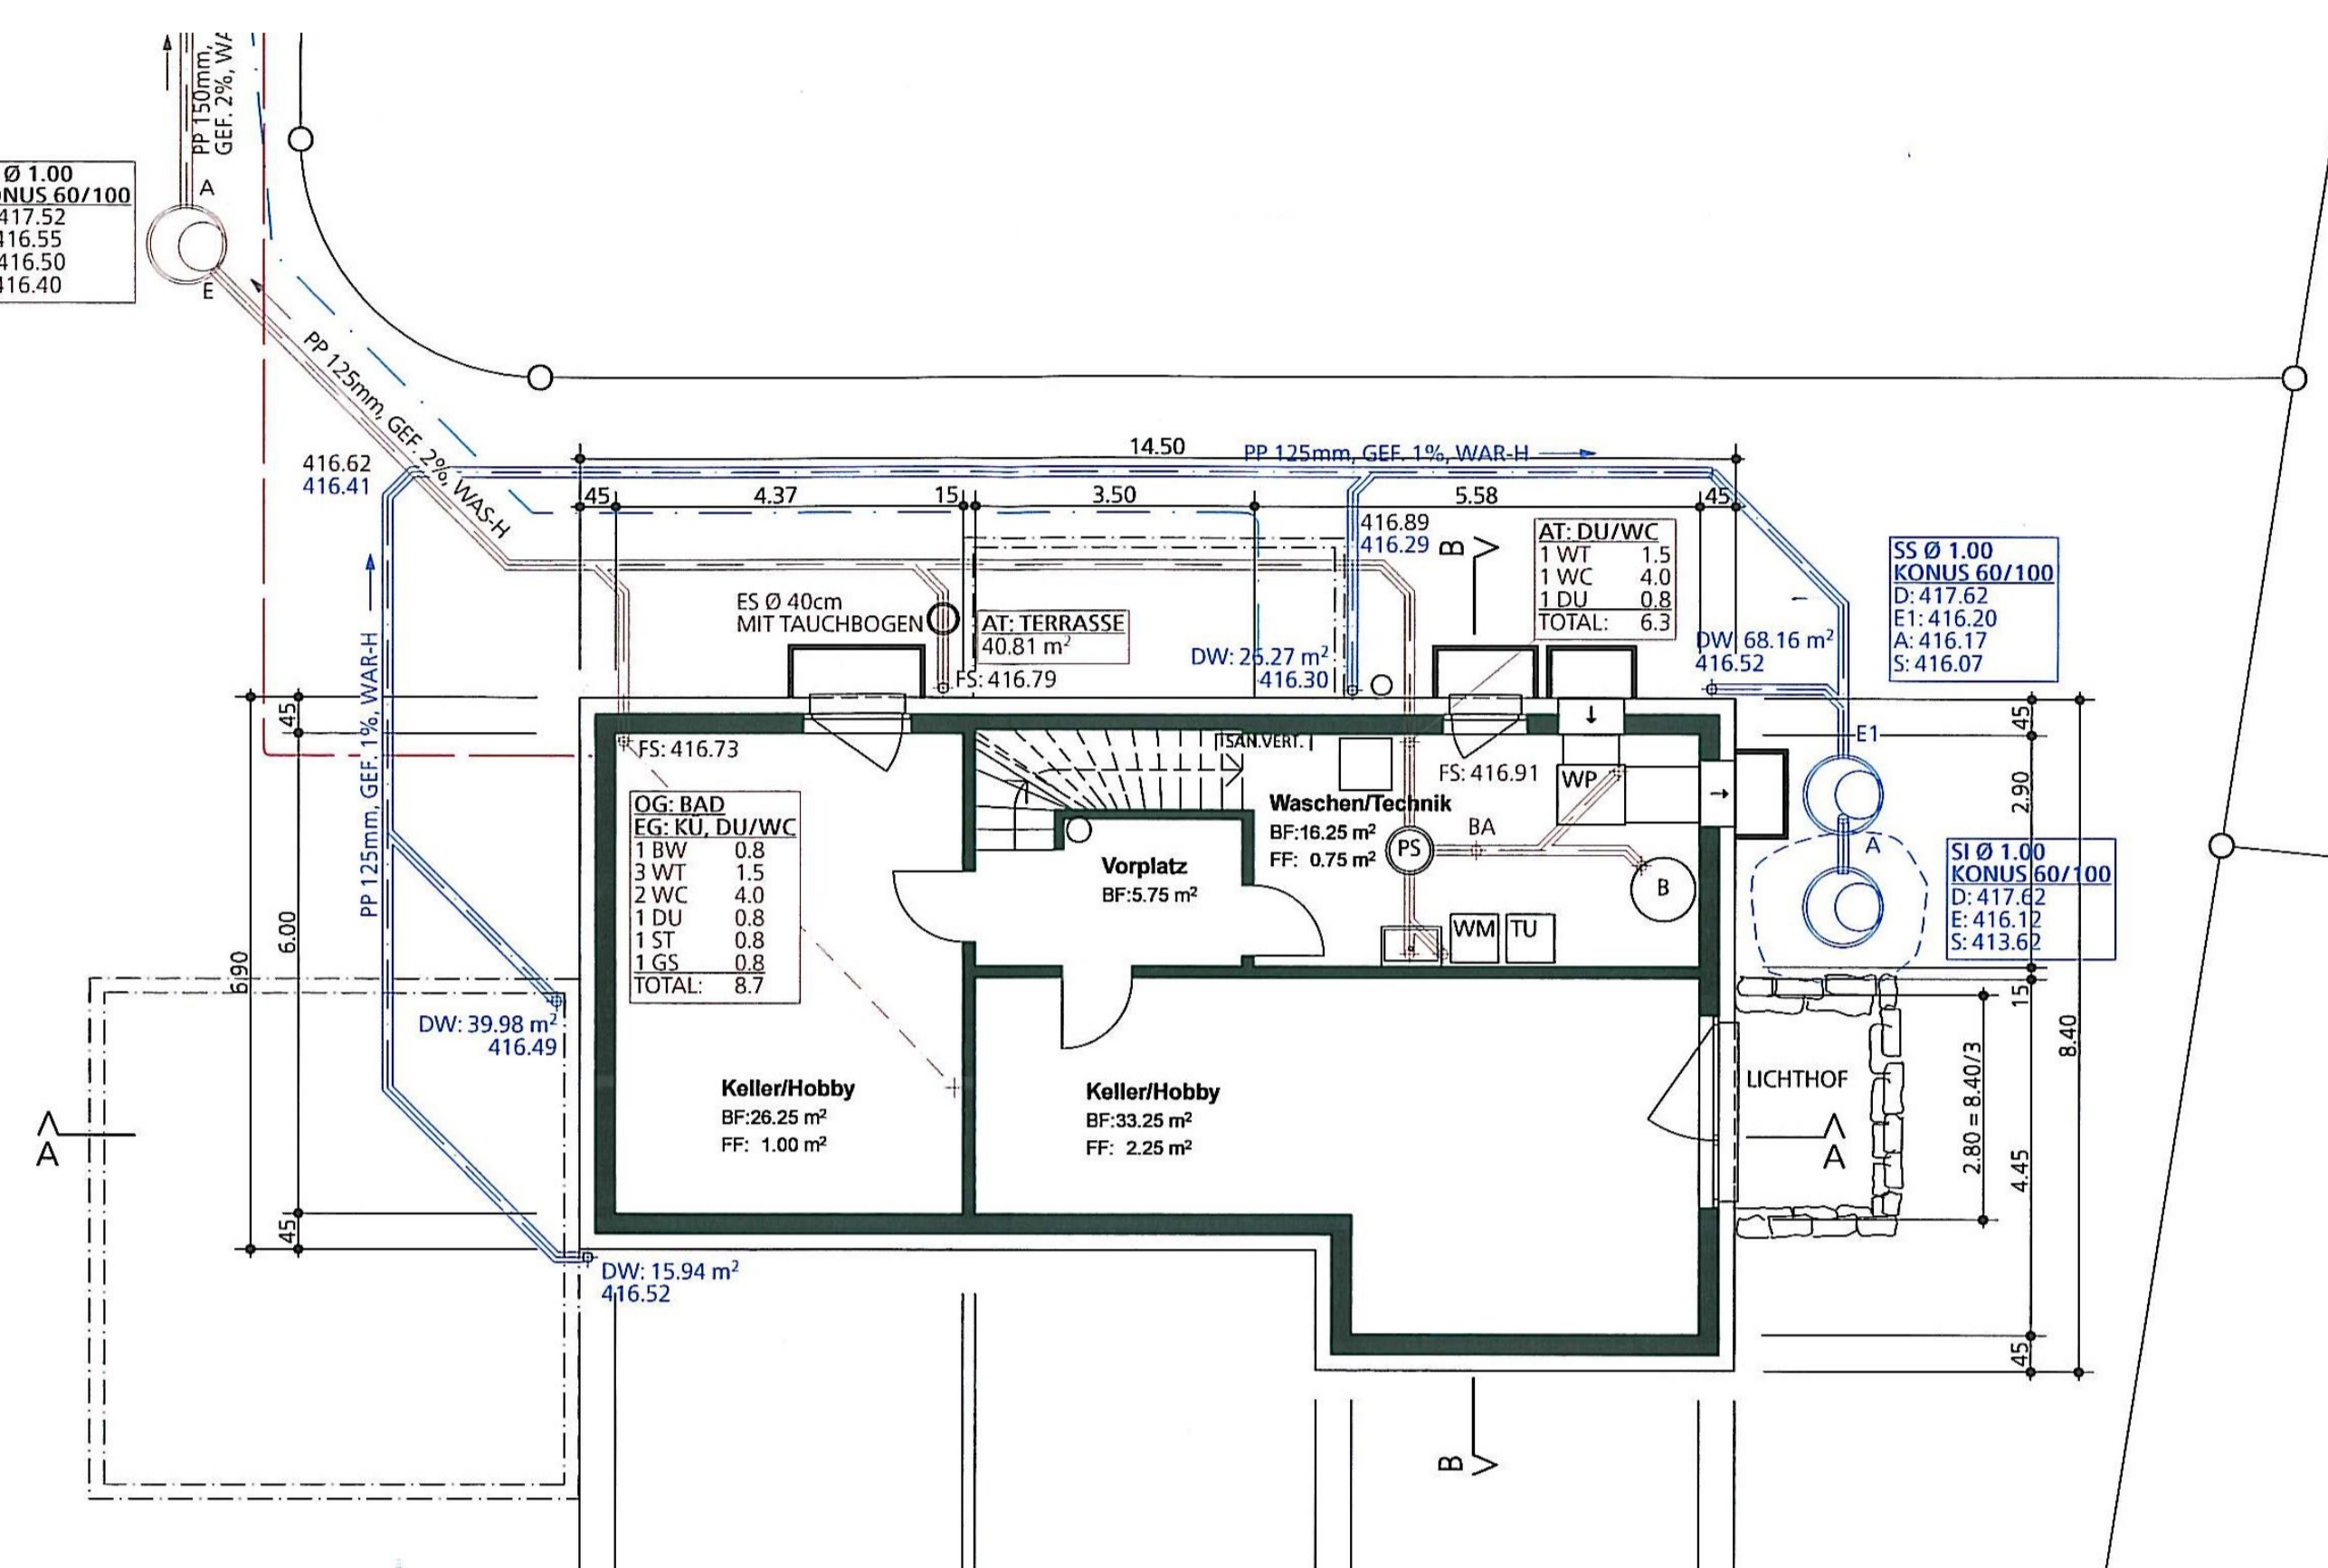 PP 150mm,
GEF. 2%, WA
A
Ø 1.00
NUS 60/100
417.52
416.55
416.50
416.40
E
PP 125mm, GEF. 2%, WAS-H
416.62
416.41
14.50
PP 125mm, GEF. 1%, WAR-H
45
4.37
15
3.50
5.58
45
416.89
416.29
B
AT: DU/WC
1 WT 1.5
1 WC 4.0
1 DU 0.8
TOTAL: 6.3
SS Ø 1.00
KONUS 60/100
D: 417.62
E1: 416.20
A: 416.17
S: 416.07
ES Ø 40cm
MIT TAUCHBOGEN
AT: TERRASSE
40.81 m²
FS: 416.79
DW: 26.27 m²
416.30
DW: 68.16 m²
416.52
PP 125mm, GEF. 1%, WAR-H
45
6.00
6.90
45
FS: 416.73
SAN.VERT.
FS: 416.91
WP
E1
45
2.90
OG: BAD
EG: KÜ, DU/WC
1 BW 0.8
3 WT 1.5
2 WC 4.0
1 DU 0.8
1 ST 0.8
1 GS 0.8
TOTAL: 8.7
Waschen/Technik
BF:16.25 m²
FF: 0.75 m²
PS
BA
B
WM
TU
Vorplatz
BF:5.75 m²
A
SI Ø 1.00
KONUS 60/100
D: 417.62
E: 416.12
S: 413.62
15
8.40
DW: 39.98 m²
416.49
Keller/Hobby
BF:26.25 m²
FF: 1.00 m²
Keller/Hobby
BF:33.25 m²
FF: 2.25 m²
LICHTHOF
2.80 = 8.40/3
4.45
A
A
DW: 15.94 m²
416.52
45
B